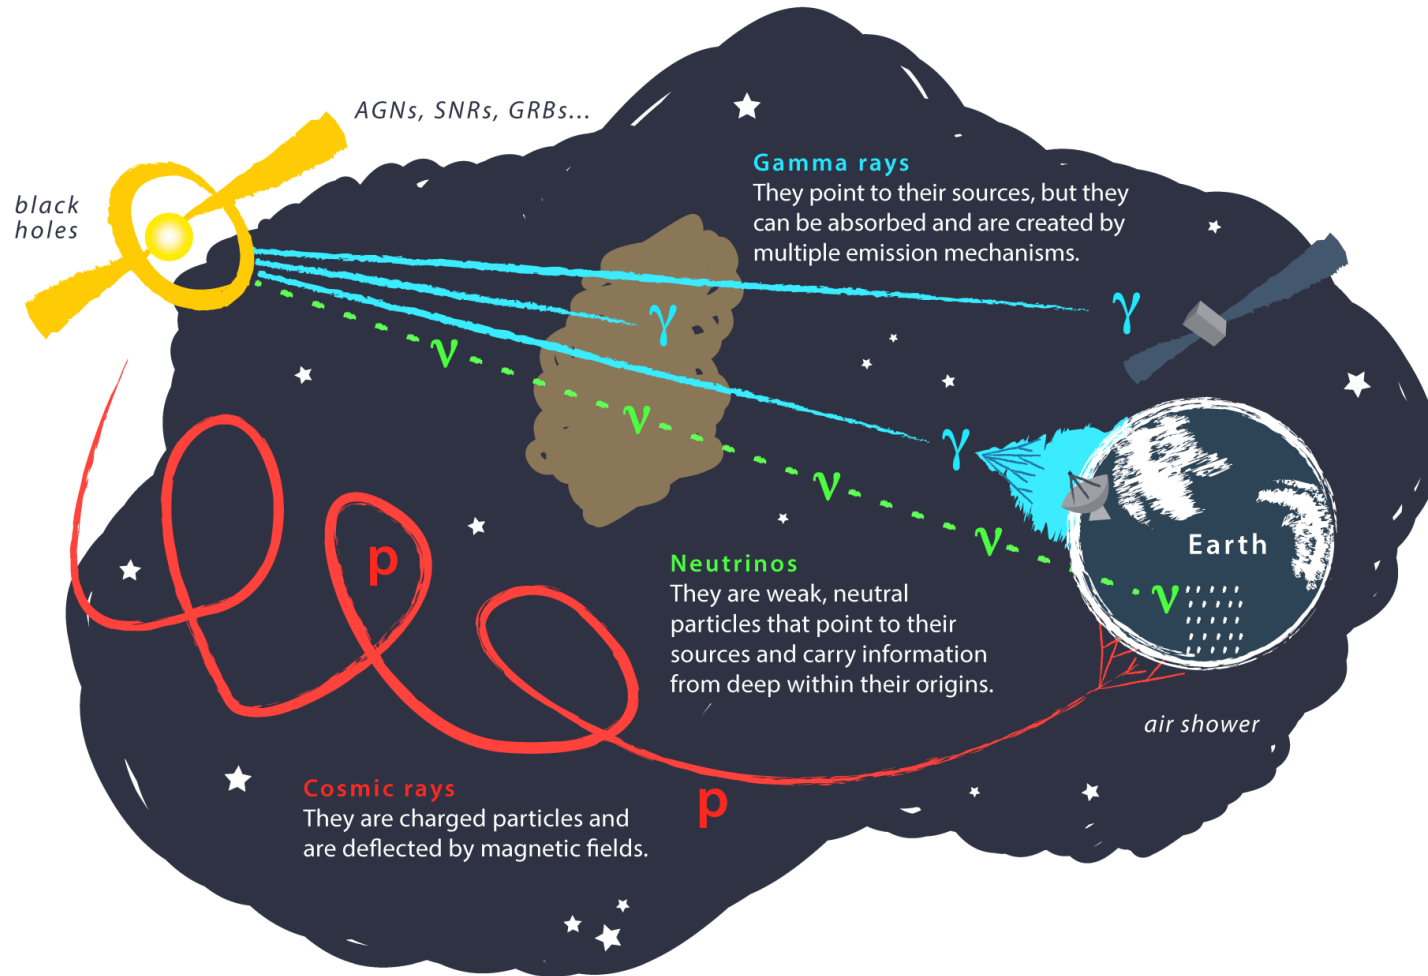 AGNs, SNRs, GRBs...
black
holes
Gamma rays
They point to their sources, but they
can be absorbed and are created by
multiple emission mechanisms.
γ
γ
ν
ν
γ
ν
ν
Earth
ν
p
Neutrinos
They are weak, neutral
particles that point to their
sources and carry information
from deep within their origins.
air shower
Cosmic rays
They are charged particles and
are deflected by magnetic fields.
p